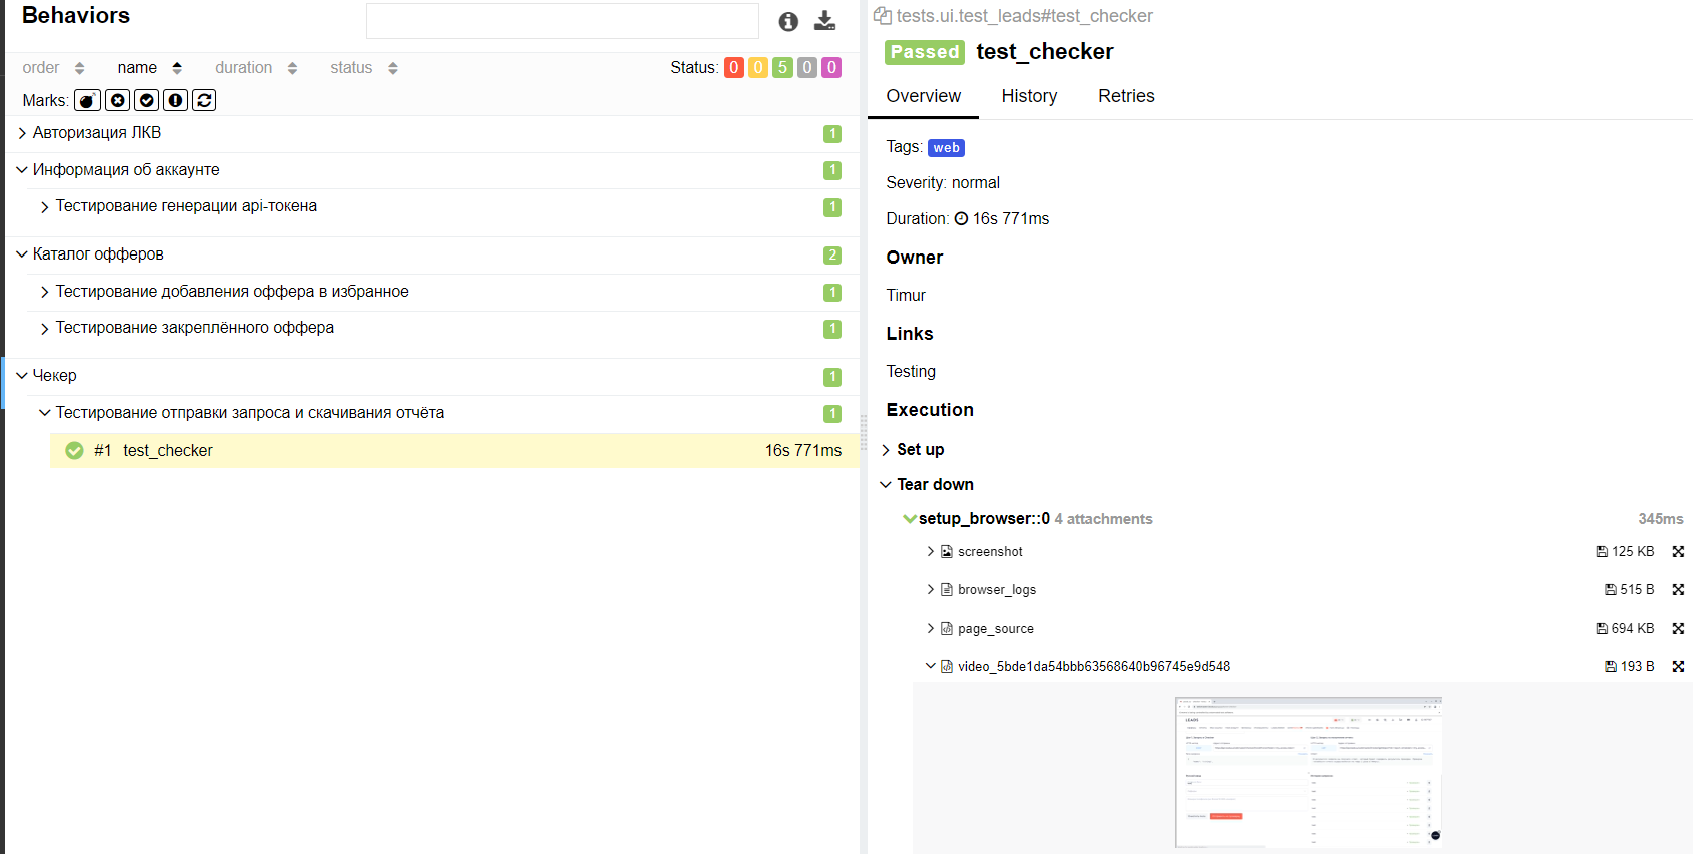 Behaviors
order name duration status Status: 0 0 5 0 0
Marks:
Авторизация ЛКВ 1
Информация об аккаунте 1
Тестирование генерации api-токена 1
Каталог офферов 2
Тестирование добавления оффера в избранное 1
Тестирование закреплённого оффера 1
Чекер 1
Тестирование отправки запроса и скачивания отчёта 1
#1 test_checker 16s 771ms
tests.ui.test_leads#test_checker
Passed test_checker
Overview History Retries
Tags: web
Severity: normal
Duration: 16s 771ms
Owner
Timur
Links
Testing
Execution
Set up
Tear down
setup_browser::0 4 attachments 345ms
screenshot 125 KB
browser_logs 515 B
page_source 694 KB
video_5bde1da54bbb63568640b96745e9d548 193 B
LEADS